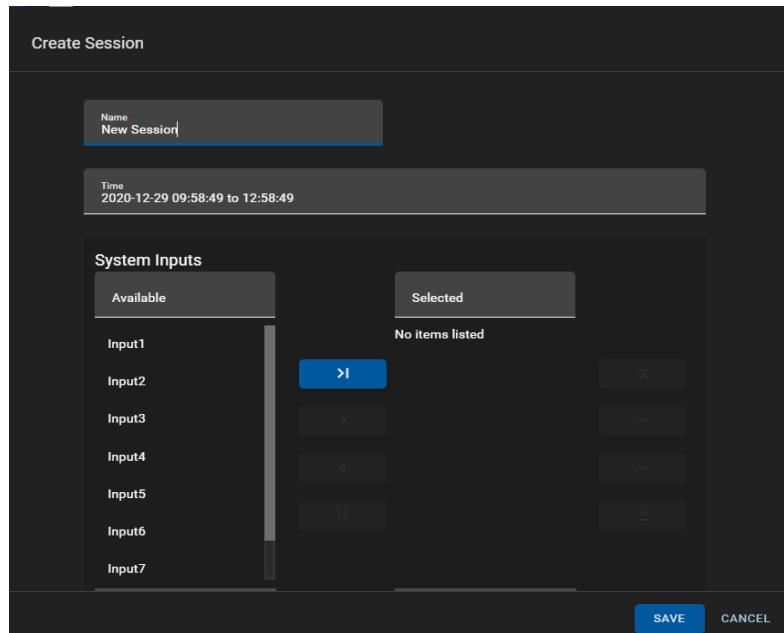 Create Session
Name
New Session
Time
2020-12-29 09:58:49 to 12:58:49
System Inputs
Available
Selected
No items listed
Input1
Input2
Input3
Input4
Input5
Input6
Input7
SAVE CANCEL